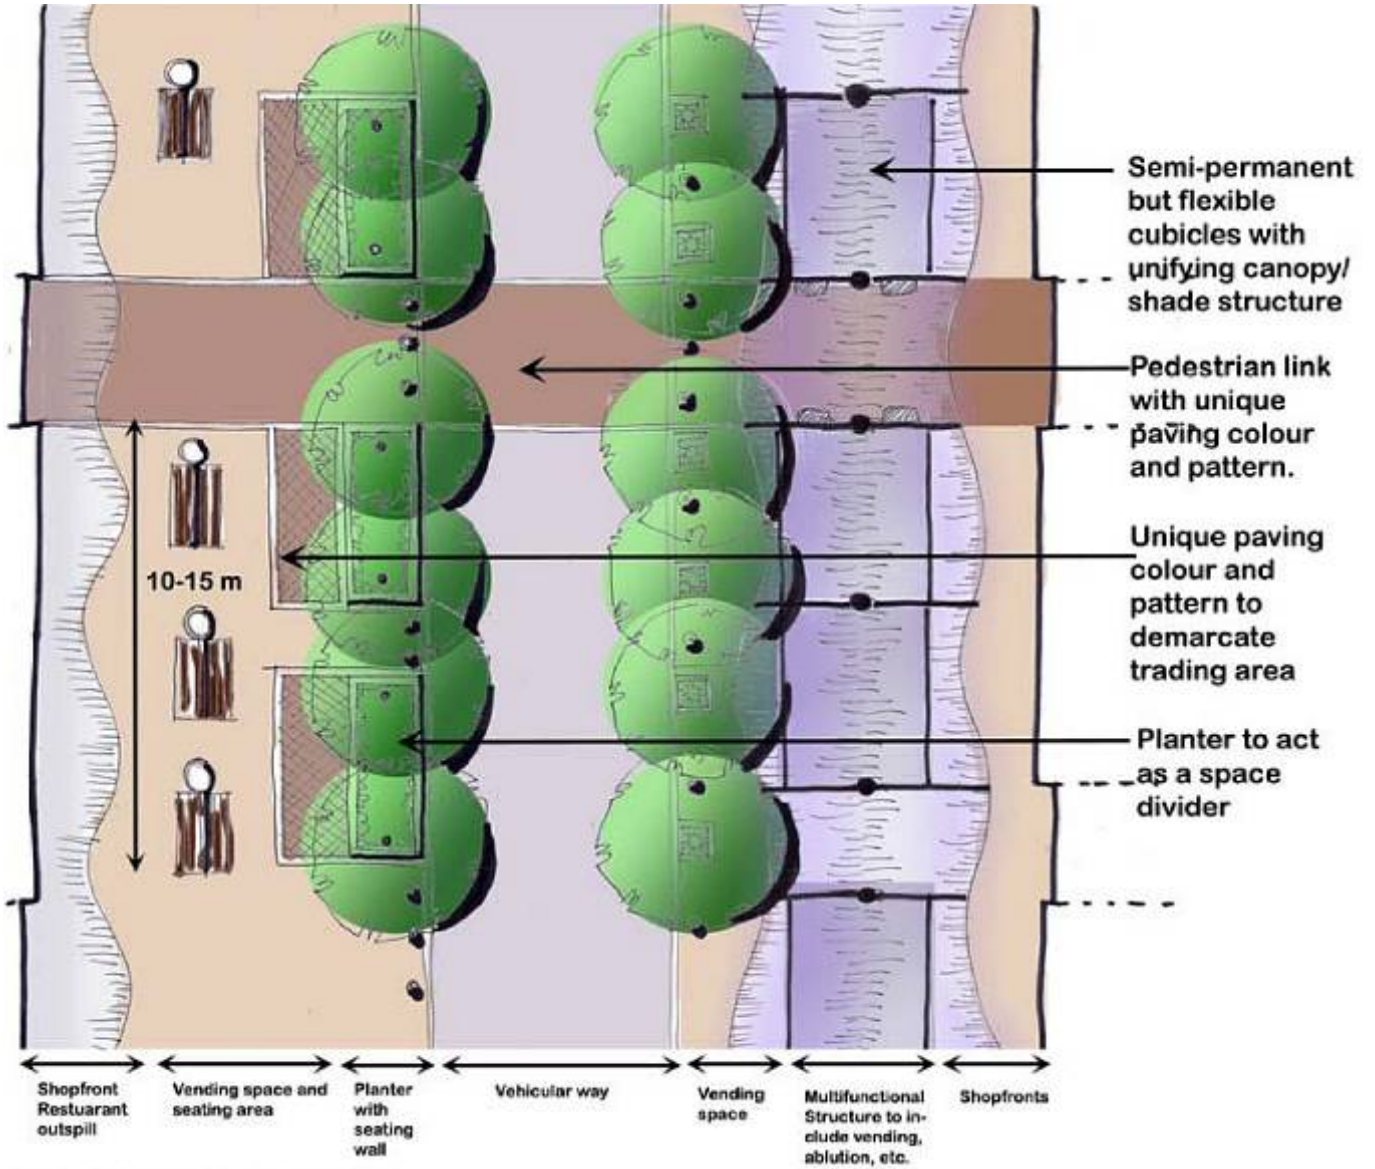 Semi-permanent
but flexible
cubicles with
unifying canopy/
shade structure
Pedestrian link
with unique
paving colour
and pattern.
Unique paving
colour and
pattern to
demarcate
trading area
10-15 m
Planter to act
as a space
divider
Shopfront
Restuarant
outspill
Vending space and
seating area
Planter
with
seating
wall
Vehicular way
Vending
space
Multifunctional
Structure to in-
clude vending,
ablution, etc.
Shopfronts